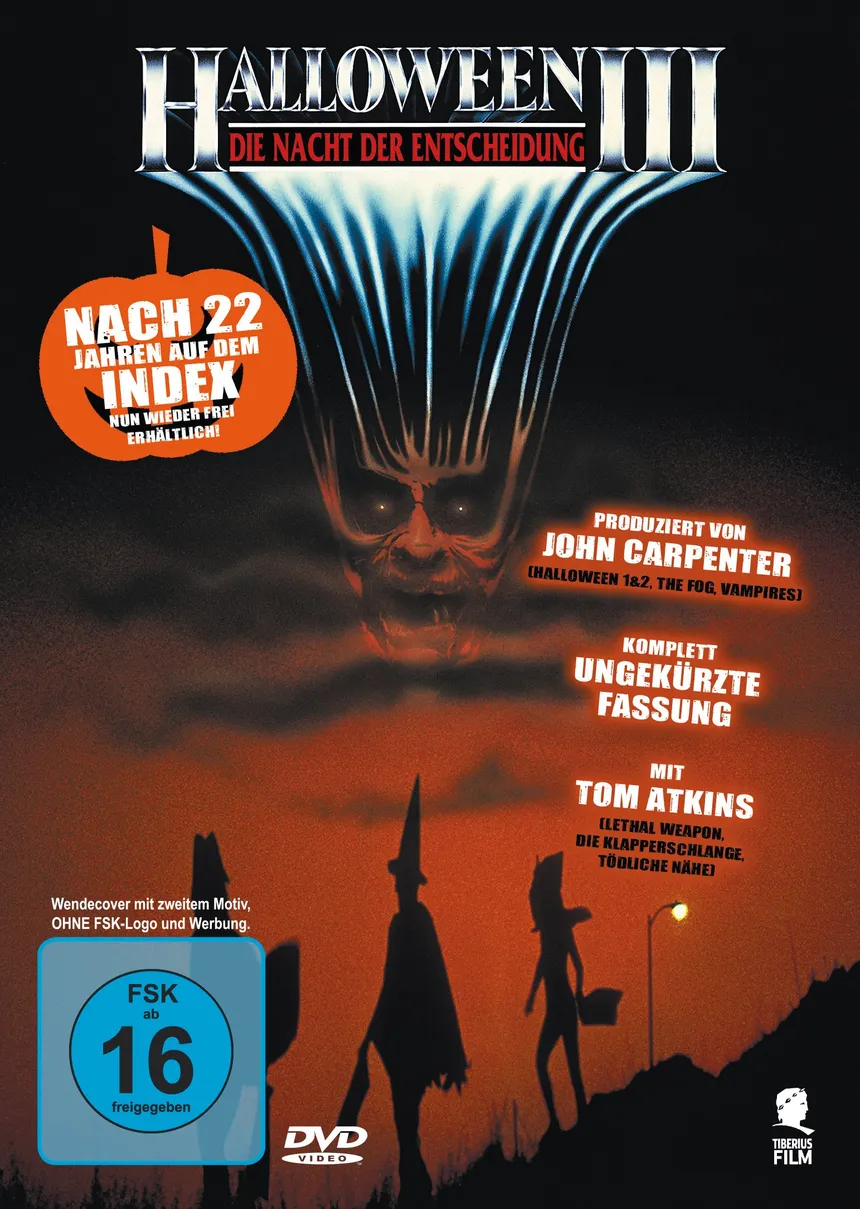 HALLOWEEN III
DIE NACHT DER ENTSCHEIDUNG
NACH 22
JAHREN AUF DEM
INDEX
NUN WIEDER FREI
ERHÄLTLICH!
PRODUZIERT VON
JOHN CARPENTER
(HALLOWEEN 1&2, THE FOG, VAMPIRES)
KOMPLETT
UNGEKÜRZTE
FASSUNG
MIT
TOM ATKINS
(LETHAL WEAPON,
DIE KLAPPERSCHLANGE,
TÖDLICHE NÄHE)
Wendecover mit zweitem Motiv,
OHNE FSK-Logo und Werbung.
FSK
ab
16
freigegeben
DVD
VIDEO
TIBERIUS
FILM